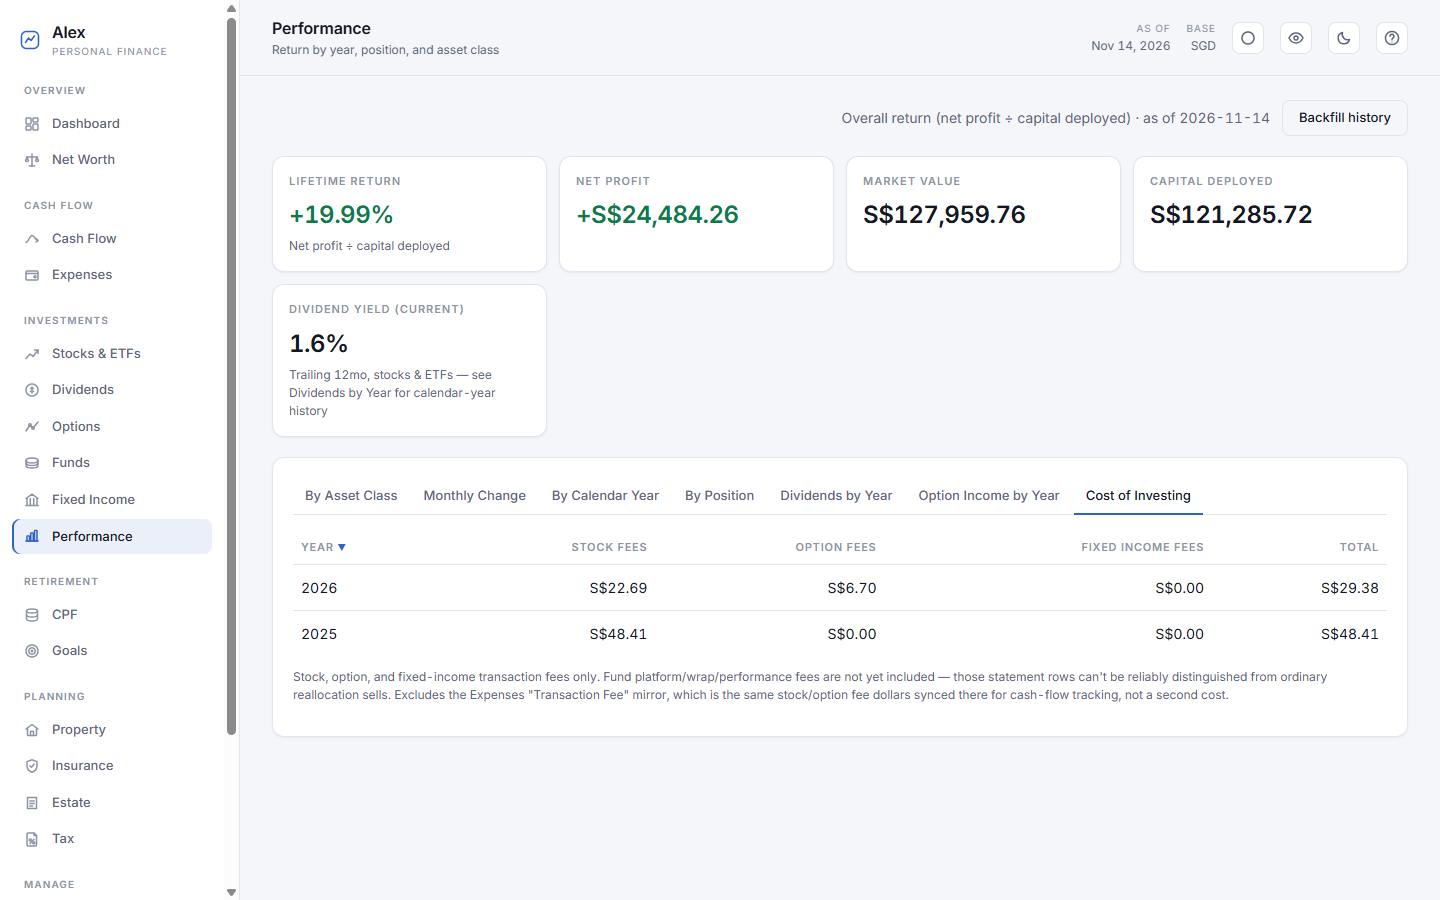 Alex
PERSONAL FINANCE
OVERVIEW
Dashboard
Net Worth
CASH FLOW
Cash Flow
Expenses
INVESTMENTS
Stocks & ETFs
Dividends
Options
Funds
Fixed Income
Performance
RETIREMENT
CPF
Goals
PLANNING
Property
Insurance
Estate
Tax
MANAGE
Performance
Return by year, position, and asset class
AS OF
Nov 14, 2026
BASE
SGD
Overall return (net profit ÷ capital deployed) · as of 2026-11-14
Backfill history
LIFETIME RETURN
+19.99%
Net profit ÷ capital deployed
NET PROFIT
+S$24,484.26
MARKET VALUE
S$127,959.76
CAPITAL DEPLOYED
S$121,285.72
DIVIDEND YIELD (CURRENT)
1.6%
Trailing 12mo, stocks & ETFs — see
Dividends by Year for calendar-year
history
By Asset Class Monthly Change By Calendar Year By Position Dividends by Year Option Income by Year Cost of Investing
YEAR ▼ STOCK FEES OPTION FEES FIXED INCOME FEES TOTAL
2026 S$22.69 S$6.70 S$0.00 S$29.38
2025 S$48.41 S$0.00 S$0.00 S$48.41
Stock, option, and fixed-income transaction fees only. Fund platform/wrap/performance fees are not yet included — those statement rows can't be reliably distinguished from ordinary
reallocation sells. Excludes the Expenses "Transaction Fee" mirror, which is the same stock/option fee dollars synced there for cash-flow tracking, not a second cost.